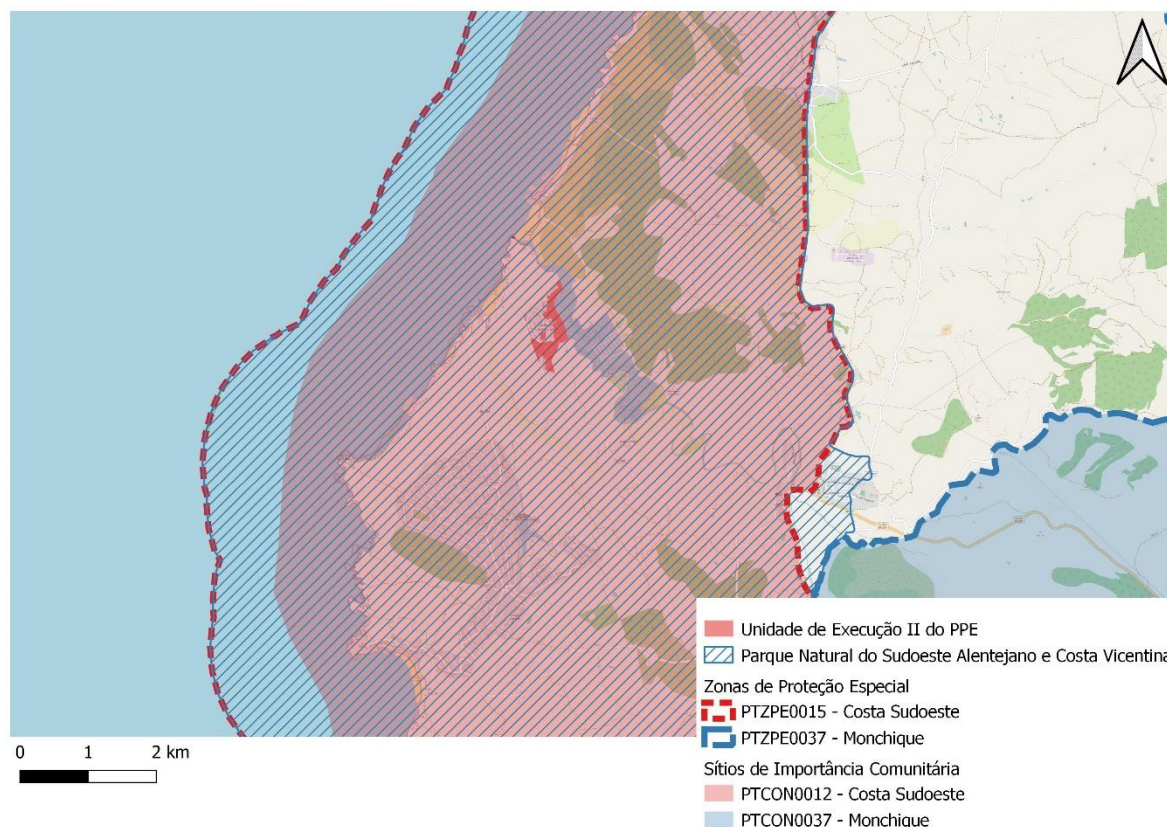 Unidade de Execução II do PPE
Parque Natural do Sudoeste Alentejano e Costa Vicentina
Zonas de Proteção Especial
PTZPE0015 - Costa Sudoeste
PTZPE0037 - Monchique
0 1 2 km
Sítios de Importância Comunitária
PTCON0012 - Costa Sudoeste
PTCON0037 - Monchique